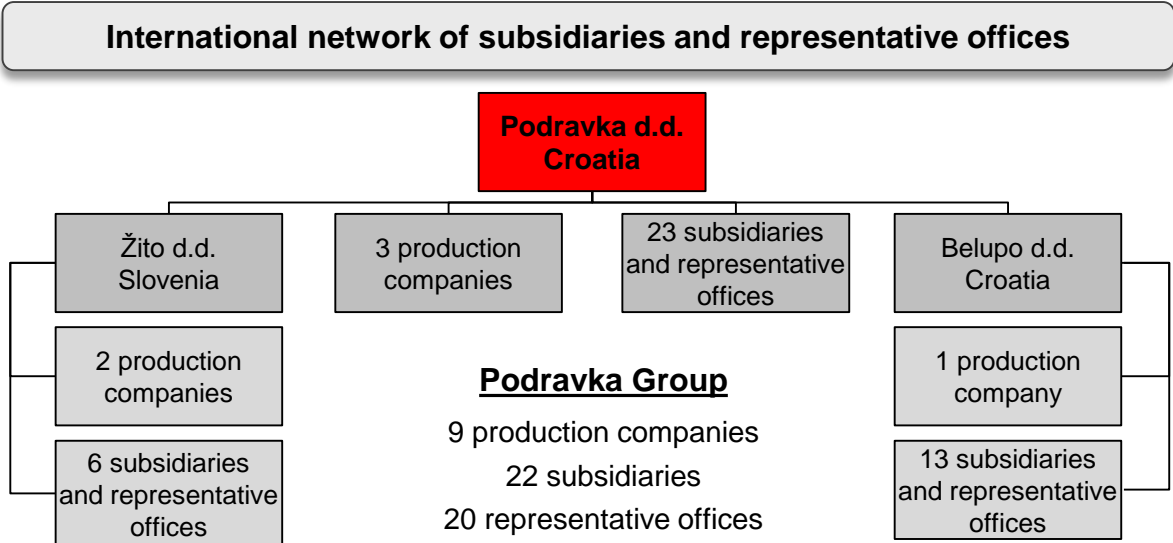 International network of subsidiaries and representative offices
Podravka d.d.
Croatia
Žito d.d.
Slovenia
3 production
companies
23 subsidiaries
and representative
offices
Belupo d.d.
Croatia
2 production
companies
1 production
company
6 subsidiaries
and representative
offices
13 subsidiaries
and representative
offices
Podravka Group
9 production companies
22 subsidiaries
20 representative offices